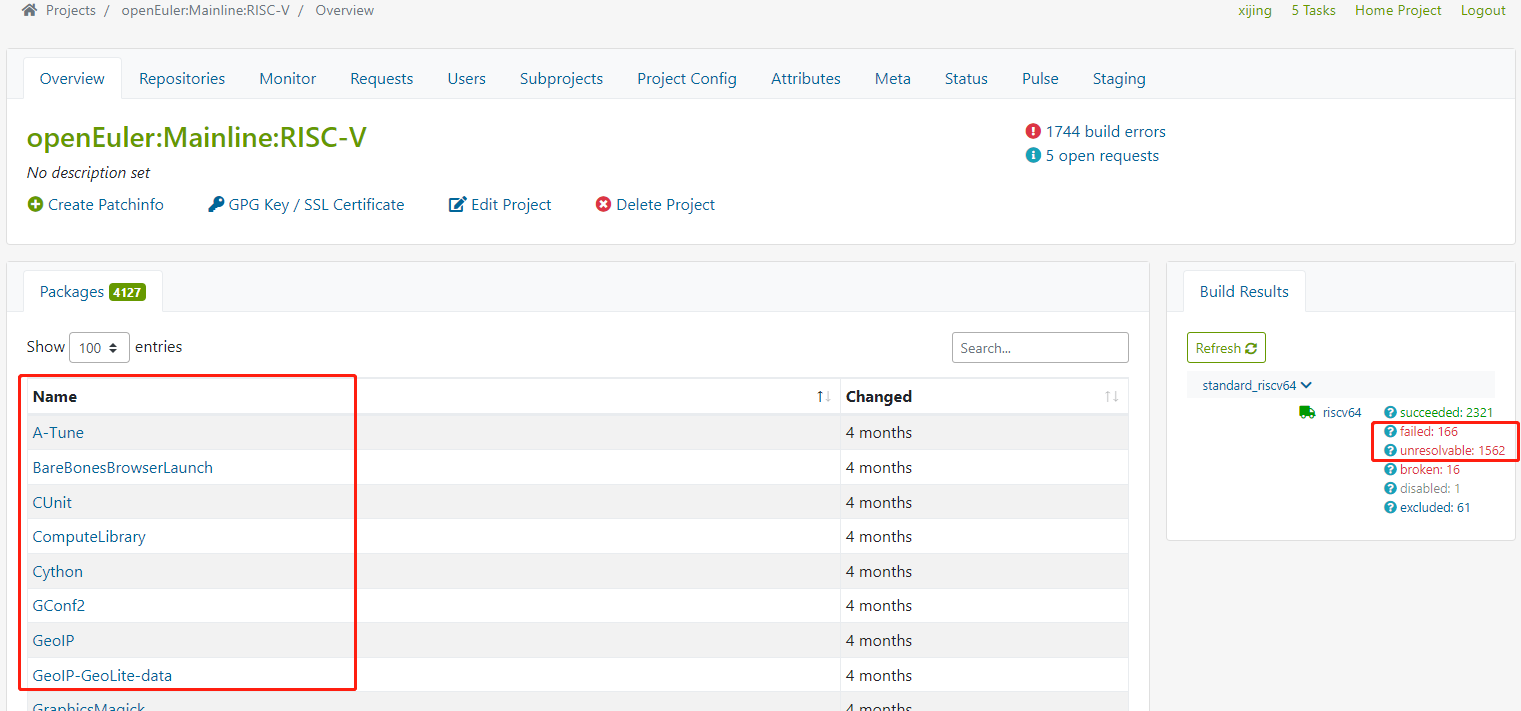 Projects / openEuler:Mainline:RISC-V / Overview
xijing 5 Tasks Home Project Logout
Overview Repositories Monitor Requests Users Subprojects Project Config Attributes Meta Status Pulse Staging
openEuler:Mainline:RISC-V
No description set
Create Patchinfo GPG Key / SSL Certificate Edit Project Delete Project
1744 build errors
5 open requests
Packages 4127
Show 100 entries
Search...
Name Changed
A-Tune 4 months
BareBonesBrowserLaunch 4 months
CUnit 4 months
ComputeLibrary 4 months
Cython 4 months
GConf2 4 months
GeoIP 4 months
GeoIP-GeoLite-data 4 months
GraphicsMagick 4 months
Build Results
Refresh
standard_riscv64
riscv64 succeeded: 2321
failed: 166
unresolvable: 1562
broken: 16
disabled: 1
excluded: 61